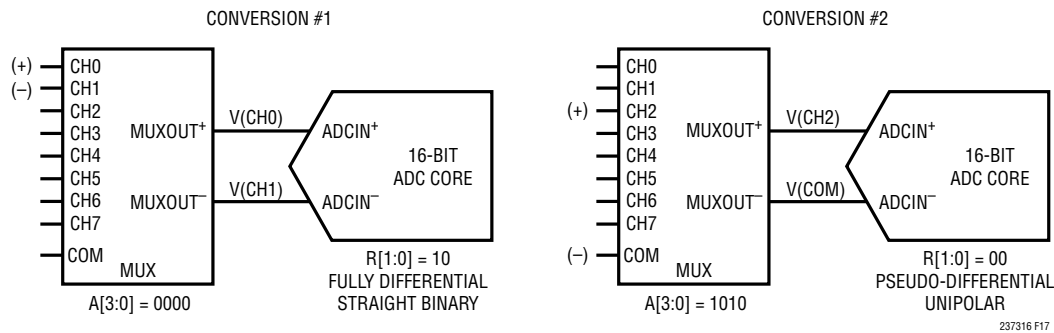 CONVERSION #1
(+)
(–)
CH0
CH1
CH2
CH3
CH4
CH5
CH6
CH7
COM
MUXOUT+
MUXOUT–
MUX
A[3:0] = 0000
V(CH0)
V(CH1)
ADCIN+
ADCIN–
16-BIT
ADC CORE
R[1:0] = 10
FULLY DIFFERENTIAL
STRAIGHT BINARY
CONVERSION #2
(+)
(–)
CH0
CH1
CH2
CH3
CH4
CH5
CH6
CH7
COM
MUXOUT+
MUXOUT–
MUX
A[3:0] = 1010
V(CH2)
V(COM)
ADCIN+
ADCIN–
16-BIT
ADC CORE
R[1:0] = 00
PSEUDO-DIFFERENTIAL
UNIPOLAR
237316 F17